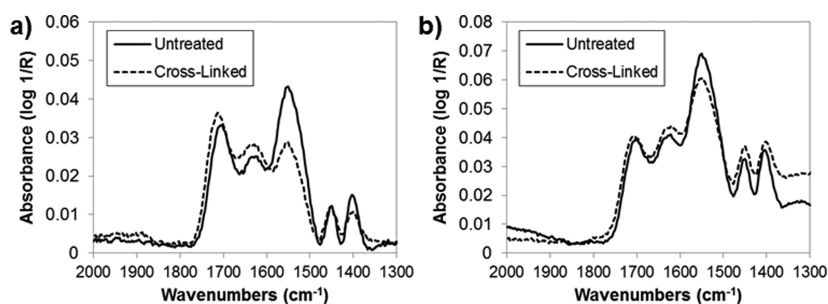 a)
Absorbance (log 1/R)
0.06
0.05
0.04
0.03
0.02
0.01
0
Untreated
Cross-Linked
2000 1900 1800 1700 1600 1500 1400 1300
Wavenumbers (cm⁻¹)
b)
Absorbance (log 1/R)
0.08
0.07
0.06
0.05
0.04
0.03
0.02
0.01
0
Untreated
Cross-Linked
2000 1900 1800 1700 1600 1500 1400 1300
Wavenumbers (cm⁻¹)